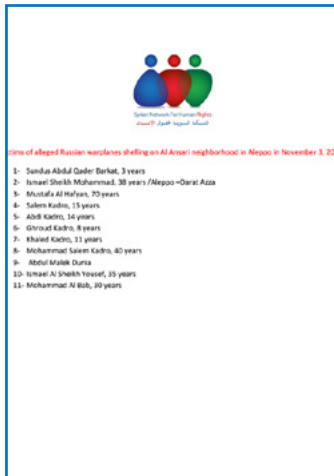 Syrian Network For Human Rights
الشبكة السورية لحقوق الإنسان
tims of alleged Russian warplanes shelling on Al Ansari neighborhood in Aleppo in November 3, 20
1- Sundus Abdul Qader Barkat, 3 years
2- Ismael Sheikh Mohammad, 38 years /Aleppo –Darat Azza
3- Mustafa Al Hafyan, 70 years
4- Salem Kadro, 15 years
5- Abdi Kadro, 14 years
6- Ghroud Kadro, 8 years
7- Khaled Kadro, 11 years
8- Mohammad Salem Kadro, 40 years
9- Abdul Malek Dunia
10- Ismael Al Sheikh Yousef, 35 years
11- Mohammad Al Bab, 30 years